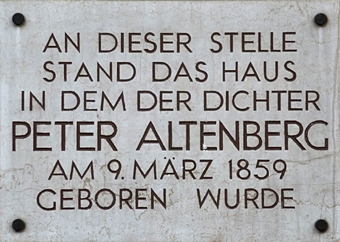 AN DIESER STELLE
STAND DAS HAUS
IN DEM DER DICHTER
PETER ALTENBERG
AM 9. MÄRZ 1859
GEBOREN WURDE